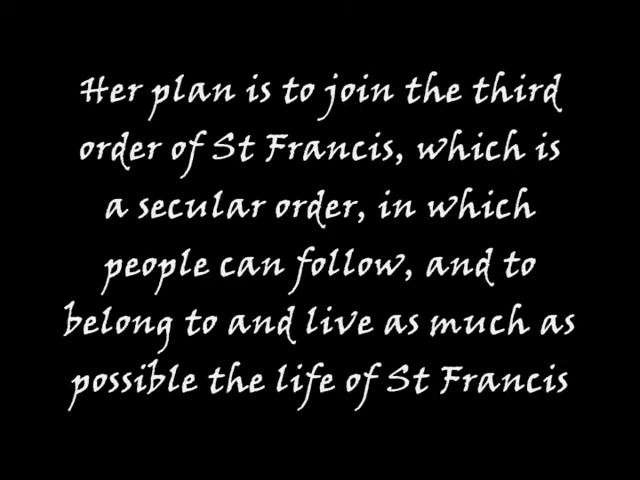 Her plan is to join the third
order of St Francis, which is
a secular order, in which
people can follow, and to
belong to and live as much as
possible the life of St Francis